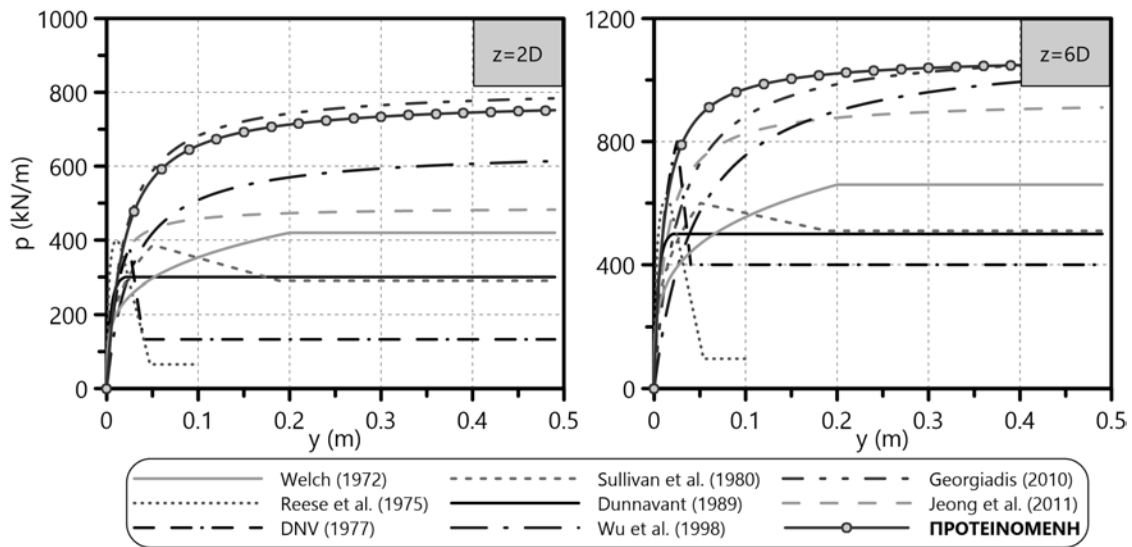 1000
800
600
400
200
0
p (kN/m)
0
0.1
0.2
0.3
0.4
0.5
y (m)
z=2D
1200
800
400
0
0
0.1
0.2
0.3
0.4
0.5
y (m)
z=6D
Welch (1972)
Sullivan et al. (1980)
Georgiadis (2010)
Reese et al. (1975)
Dunnavant (1989)
Jeong et al. (2011)
DNV (1977)
Wu et al. (1998)
ΠΡΟΤΕΙΝΟΜΕΝΗ